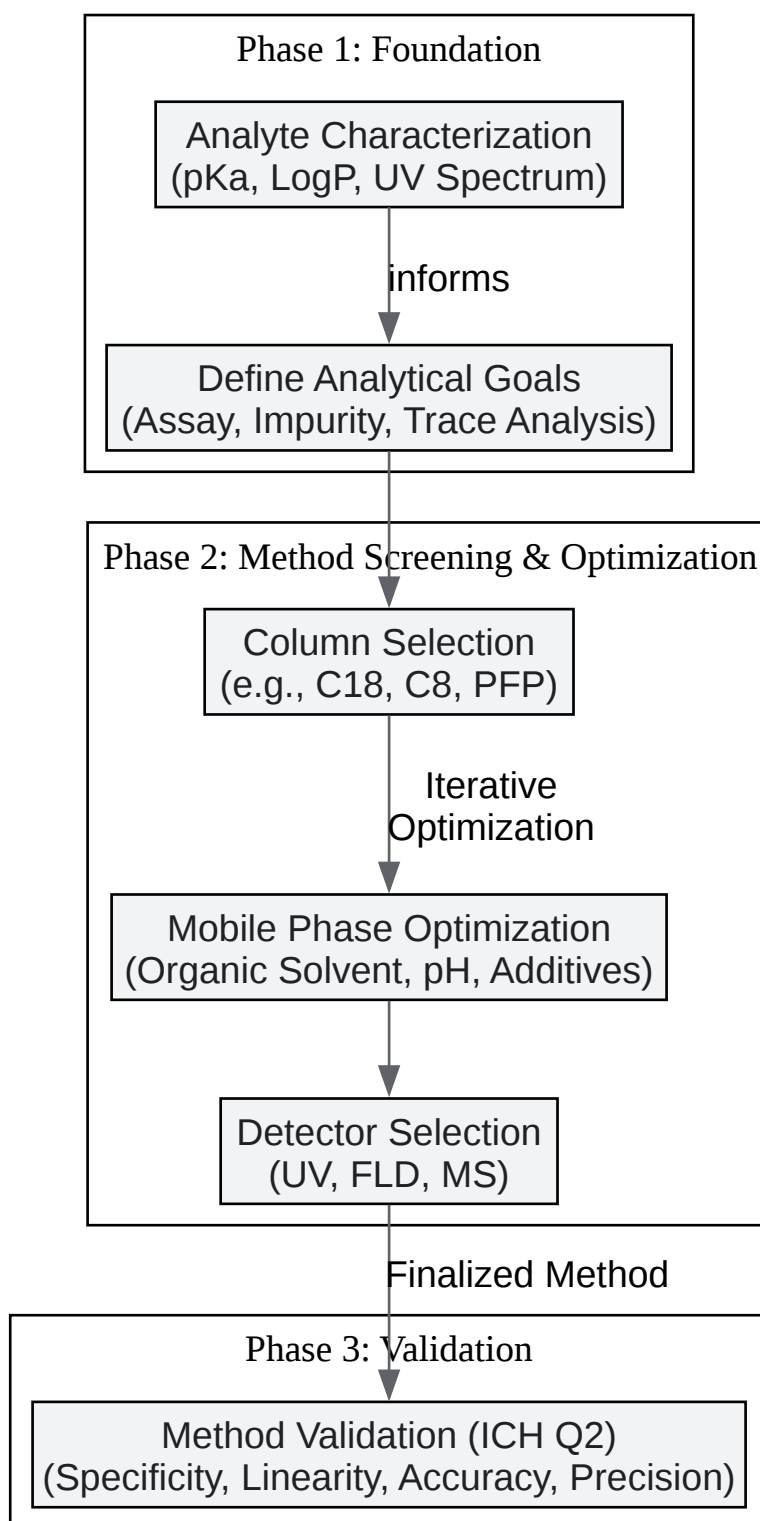 Phase 1: Foundation
Analyte Characterization
(pKa, LogP, UV Spectrum)
informs
Define Analytical Goals
(Assay, Impurity, Trace Analysis)
Phase 2: Method Screening & Optimization
Column Selection
(e.g., C18, C8, PFP)
Iterative
Optimization
Mobile Phase Optimization
(Organic Solvent, pH, Additives)
Detector Selection
(UV, FLD, MS)
Finalized Method
Phase 3: Validation
Method Validation (ICH Q2)
(Specificity, Linearity, Accuracy, Precision)